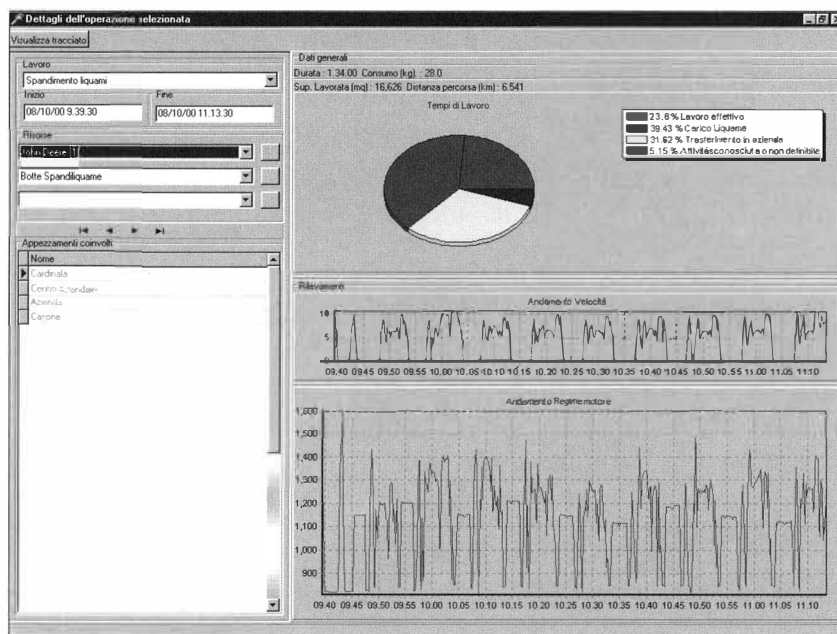 Dettagli dell'operazione selezionata
Visualizza tracciato
Lavoro
Spandimento liquami
Inizio
Fine
08/10/00 9.39.30
08/10/00 11.13.30
Risorse
John Deere [1]
Botte Spandiliquame
Appezzamenti coinvolti
Nome
Cardinala
Centro Aziendale
Azienda
Dati generali
Durata : 1.34.00 Consumo (kg). : 28.0
Sup. Lavorata (mq) : 16,626 Distanza percorsa (km) : 6.541
Tempi di Lavoro
23.8 % Lavoro effettivo
39.43 % Carico Liquame
31.62 % Trasferimento in azienda
5.15 % Attivitàsconosciuta o non definibile
Rilevamenti
Andamento Velocità
10
5
0
09.40 09.45 09.50 09.55 10.00 10.05 10.10 10.15 10.20 10.25 10.30 10.35 10.40 10.45 10.50 10.55 11.00 11.05 11.10
Andamento Regime motore
1,600
1,500
1,400
1,300
1,200
1,100
1,000
900
09.40 09.45 09.50 09.55 10.00 10.05 10.10 10.15 10.20 10.25 10.30 10.35 10.40 10.45 10.50 10.55 11.00 11.05 11.10